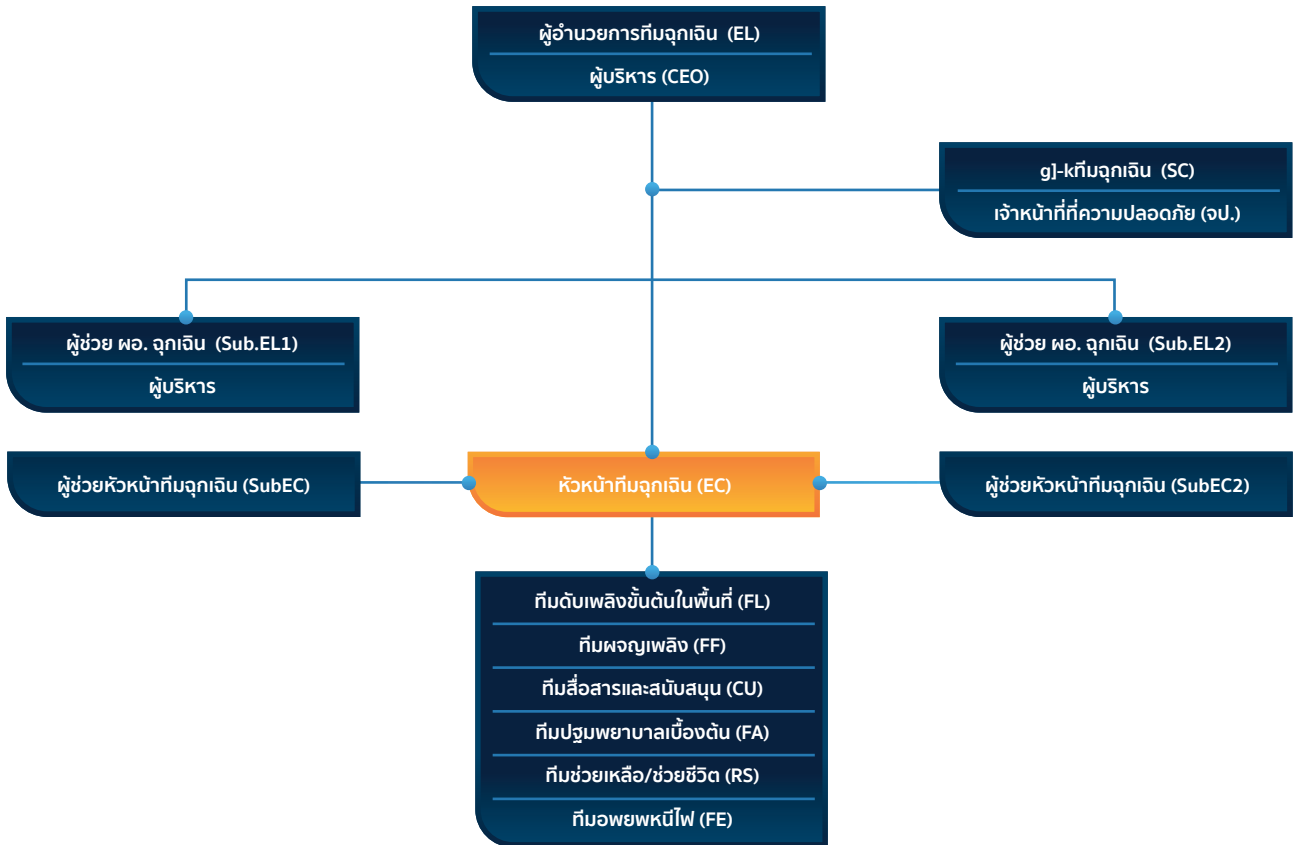 ผู้อำนวยการทีมฉุกเฉิน (EL)
ผู้บริหาร (CEO)
g]-kทีมฉุกเฉิน (SC)
เจ้าหน้าที่ที่ความปลอดภัย (จป.)
ผู้ช่วย ผอ. ฉุกเฉิน (Sub.EL1)
ผู้บริหาร
ผู้ช่วย ผอ. ฉุกเฉิน (Sub.EL2)
ผู้บริหาร
ผู้ช่วยหัวหน้าทีมฉุกเฉิน (SubEC)
หัวหน้าทีมฉุกเฉิน (EC)
ผู้ช่วยหัวหน้าทีมฉุกเฉิน (SubEC2)
ทีมดับเพลิงขั้นต้นในพื้นที่ (FL)
ทีมผจญเพลิง (FF)
ทีมสื่อสารและสนับสนุน (CU)
ทีมปฐมพยาบาลเบื้องต้น (FA)
ทีมช่วยเหลือ/ช่วยชีวิต (RS)
ทีมอพยพหนีไฟ (FE)